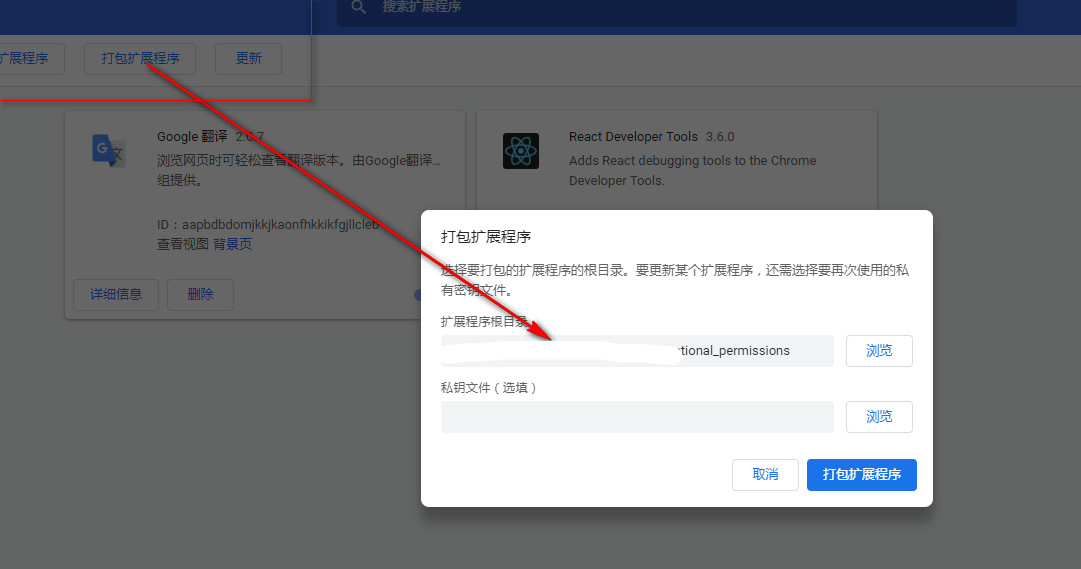 搜索扩展程序
扩展程序
打包扩展程序
更新
Google 翻译 2.0.7
浏览网页时可轻松查看翻译版本。由Google翻译...
组提供。
ID：aapbdbdomjkkjkaonfhkkikfgjllcleb
查看视图 背景页
详细信息
删除
React Developer Tools 3.6.0
Adds React debugging tools to the Chrome
Developer Tools.
打包扩展程序
选择要打包的扩展程序的根目录。要更新某个扩展程序，还需选择要再次使用的私
有密钥文件。
扩展程序根目录
tional_permissions
浏览
私钥文件（选填）
浏览
取消
打包扩展程序